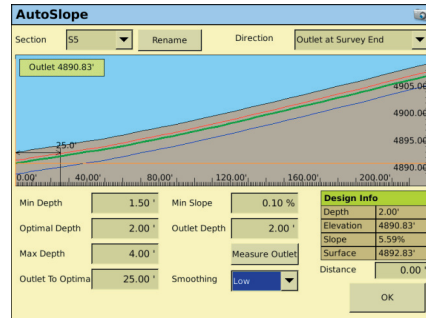 AutoSlope
Section S5 Rename Direction Outlet at Survey End
Outlet 4890.83'
4905.00
4900.00
4895.00
25.0'
4890.00
0.00' 40.00' 80.00' 120.00' 160.00' 200.00'
Min Depth 1.50 ' Min Slope 0.10 % Design Info
Depth 2.00'
Optimal Depth 2.00 ' Outlet Depth 2.00 ' Elevation 4890.83'
Slope 5.59%
Max Depth 4.00 ' Measure Outlet Surface 4892.83'
Distance 0.00 '
Outlet To Optima 25.00 ' Smoothing Low
OK